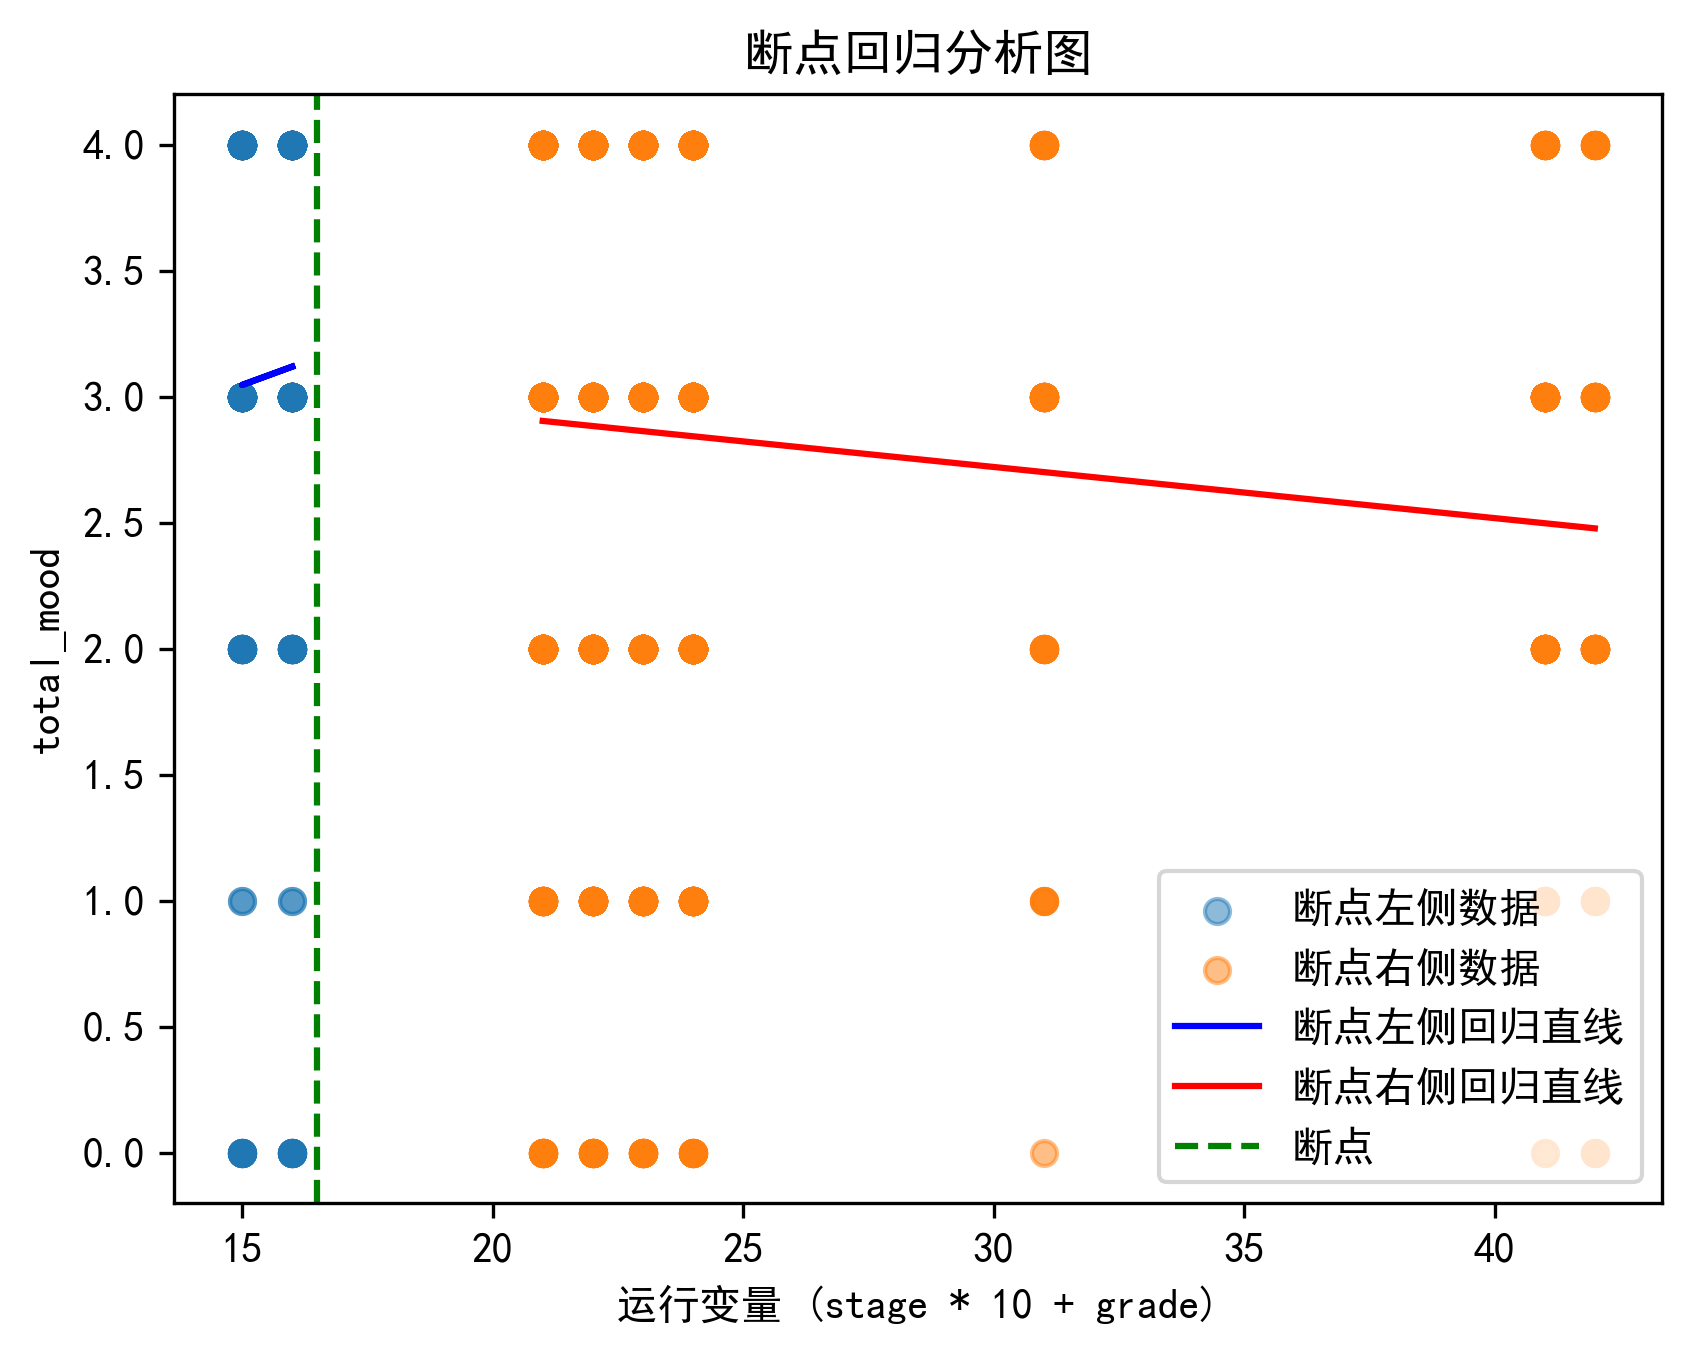 断点回归分析图
4.0
3.5
3.0
2.5
2.0
1.5
1.0
0.5
0.0
total_mood
断点左侧数据
断点右侧数据
断点左侧回归直线
断点右侧回归直线
断点
15 20 25 30 35 40
运行变量 (stage * 10 + grade)